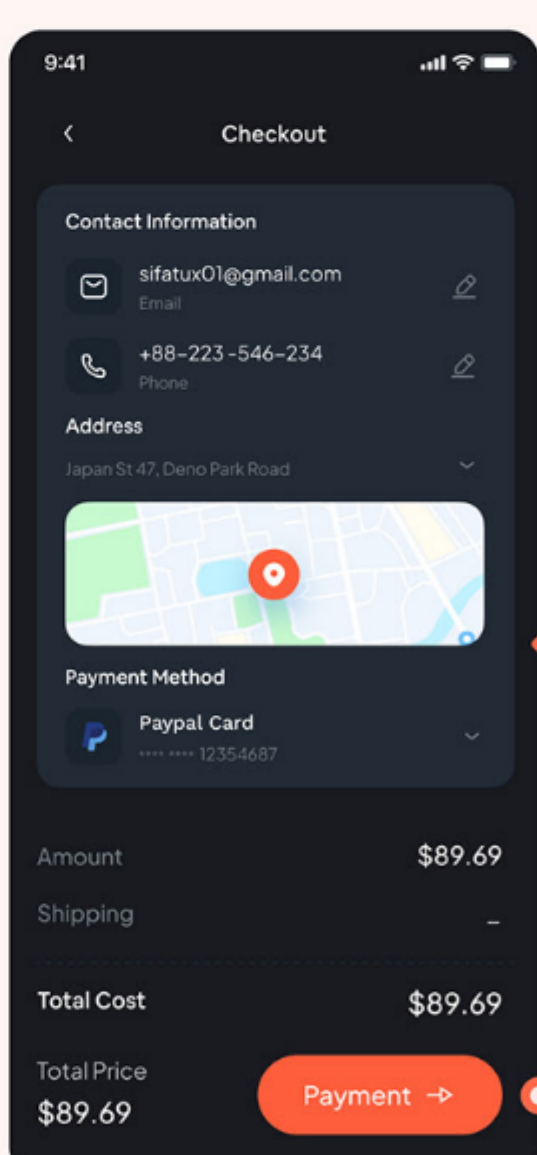 9:41
Checkout
Contact Information
sifatux01@gmail.com
Email
+88-223-546-234
Phone
Address
Japan St 47, Deno Park Road
Payment Method
Paypal Card
···· ···· 12354687
Amount $89.69
Shipping –
Total Cost $89.69
Total Price
$89.69
Payment